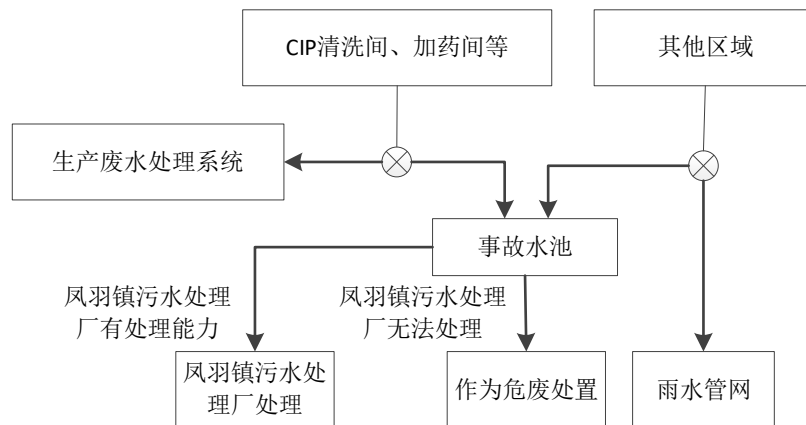 CIP清洗间、加药间等
其他区域
生产废水处理系统
事故水池
凤羽镇污水处理
厂有处理能力
凤羽镇污水处理
厂无法处理
凤羽镇污水处
理厂处理
作为危废处置
雨水管网